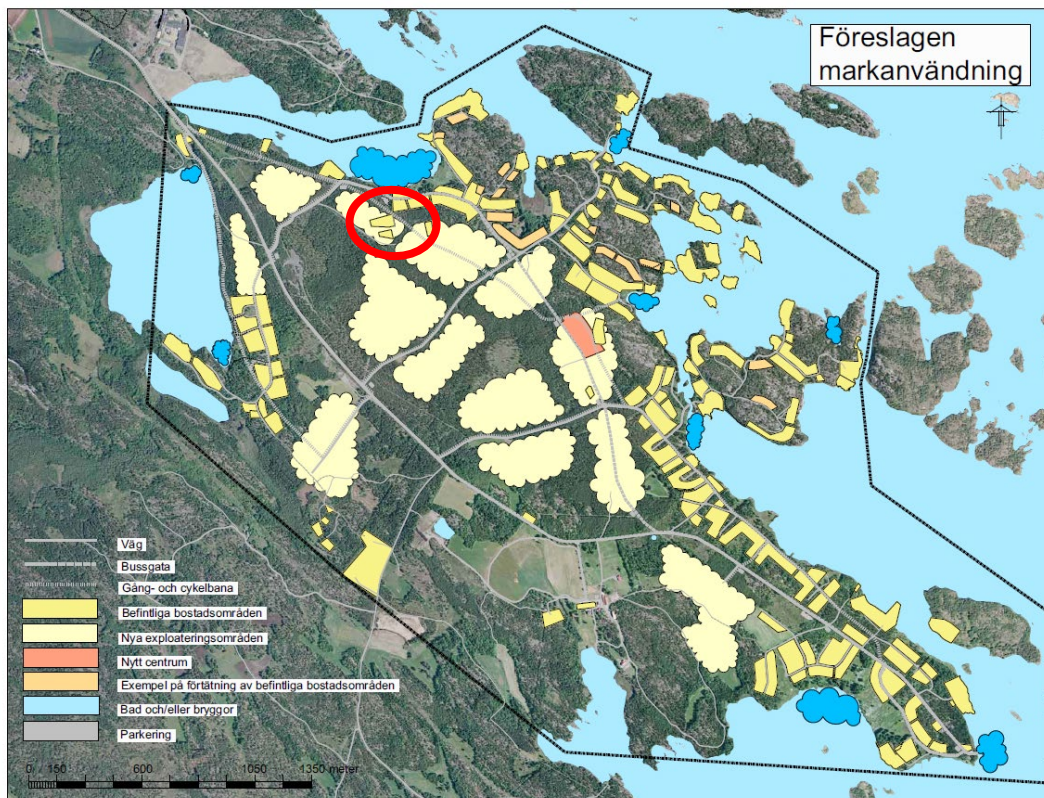 Föreslagen
markanvändning
Väg
Bussgata
Gång- och cykelbana
Befintliga bostadsområden
Nya exploateringsområden
Nytt centrum
Exempel på förtätning av befintliga bostadsområden
Bad och/eller bryggor
Parkering
0 150 600 1050 1350 meter